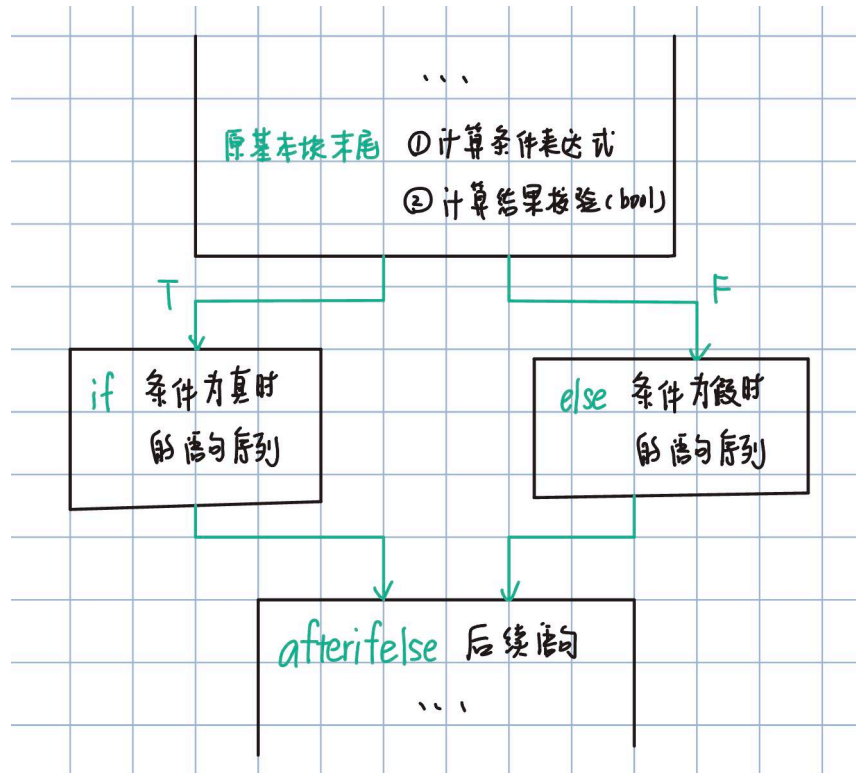 ...
原基本块末尾 ①计算条件表达式
②计算结果校验(bool)
T
F
if 条件为真时
的语句序列
else 条件为假时
的语句序列
afterifelse 后续语句
...